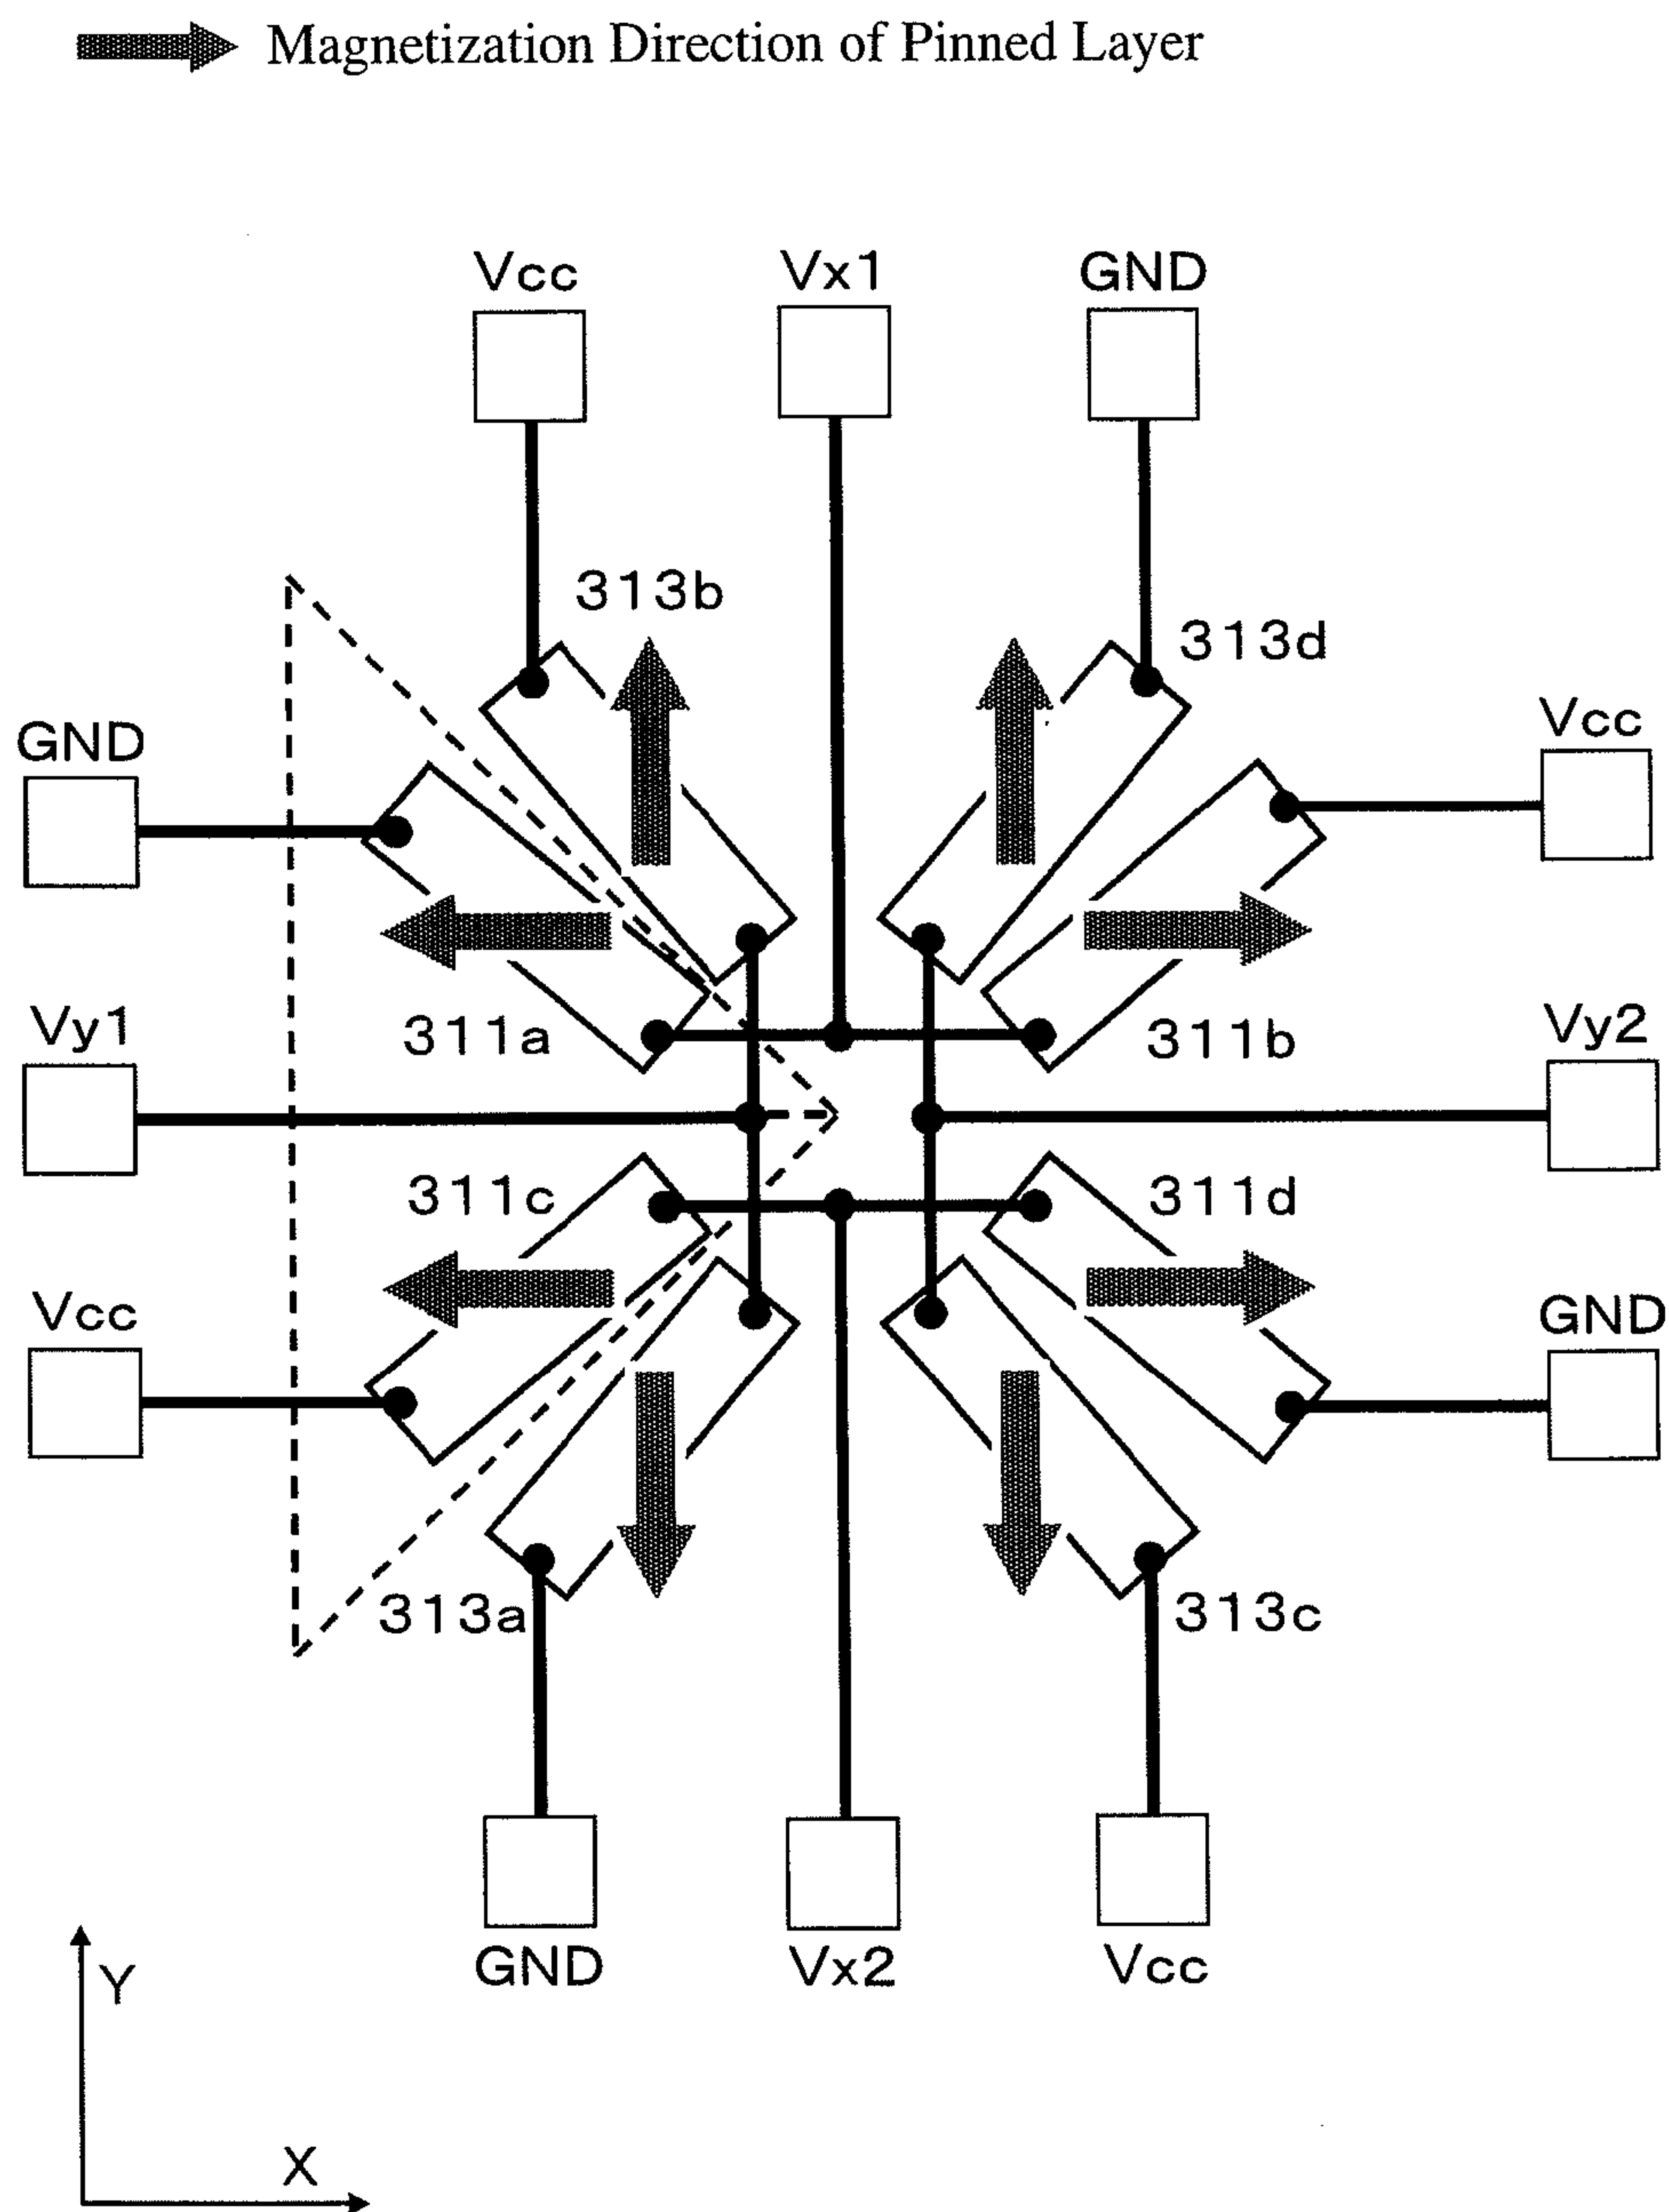 Magnetization Direction of Pinned Layer
Vcc Vx1 GND
313b
313d
GND
Vcc
Vy1
311a
311b
Vy2
311c
311d
Vcc
GND
313a
313c
GND Vx2 Vcc
Y
X